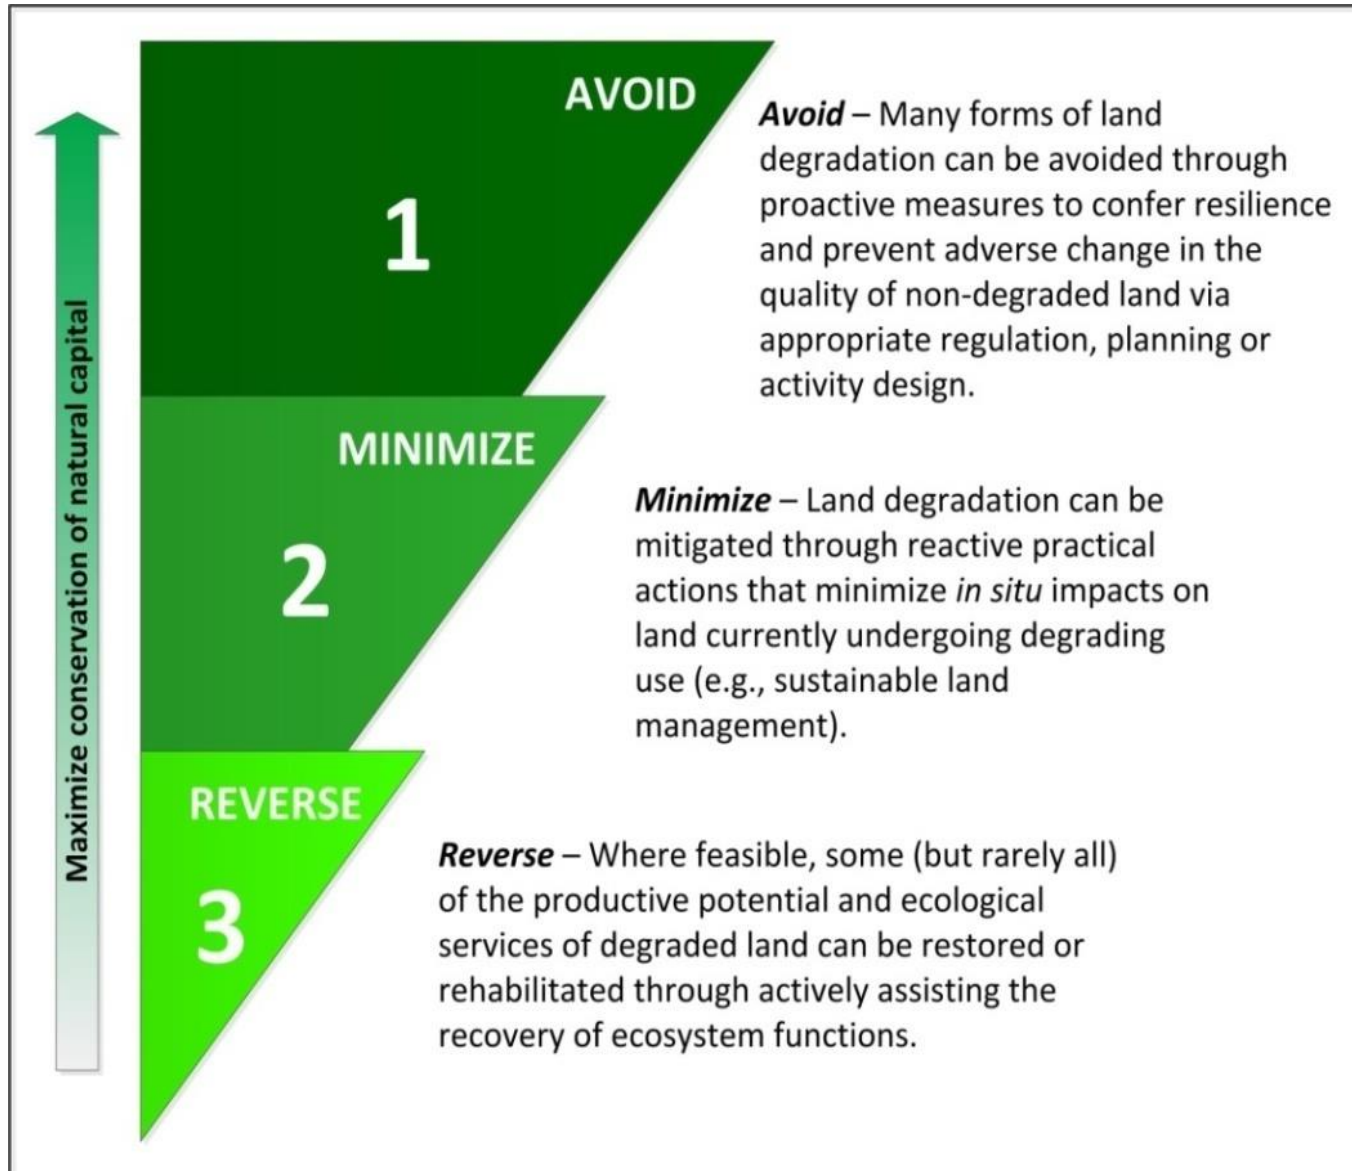 Maximize conservation of natural capital
AVOID
1
Avoid – Many forms of land
degradation can be avoided through
proactive measures to confer resilience
and prevent adverse change in the
quality of non-degraded land via
appropriate regulation, planning or
activity design.
MINIMIZE
2
Minimize – Land degradation can be
mitigated through reactive practical
actions that minimize in situ impacts on
land currently undergoing degrading
use (e.g., sustainable land
management).
REVERSE
3
Reverse – Where feasible, some (but rarely all)
of the productive potential and ecological
services of degraded land can be restored or
rehabilitated through actively assisting the
recovery of ecosystem functions.